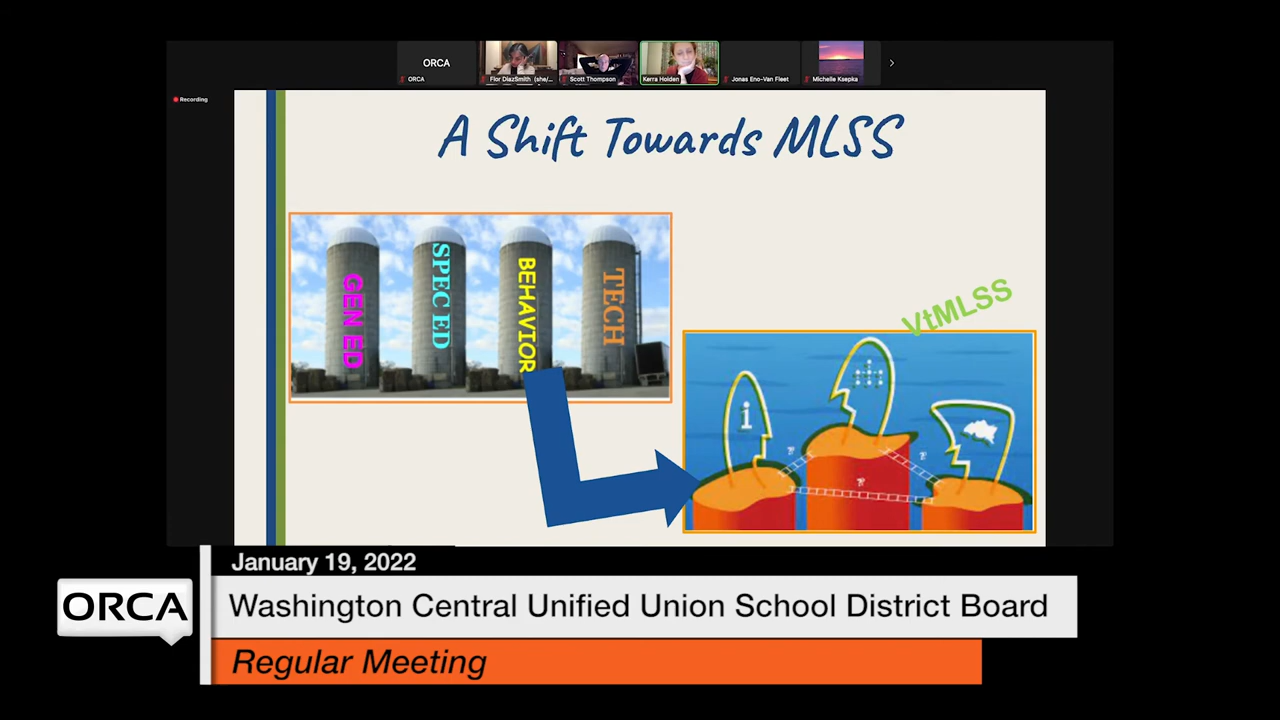 ORCA
ORCA
Flor DiazSmith (she/...
Scott Thompson
Kerra Holden
Jonas Eno-Van Fleet
Michelle Ksepka
Recording
A Shift Towards MLSS
GEN ED
SPEC ED
BEHAVIOR
TECH
VtMLSS
i
?
?
?
January 19, 2022
ORCA
Washington Central Unified Union School District Board
Regular Meeting